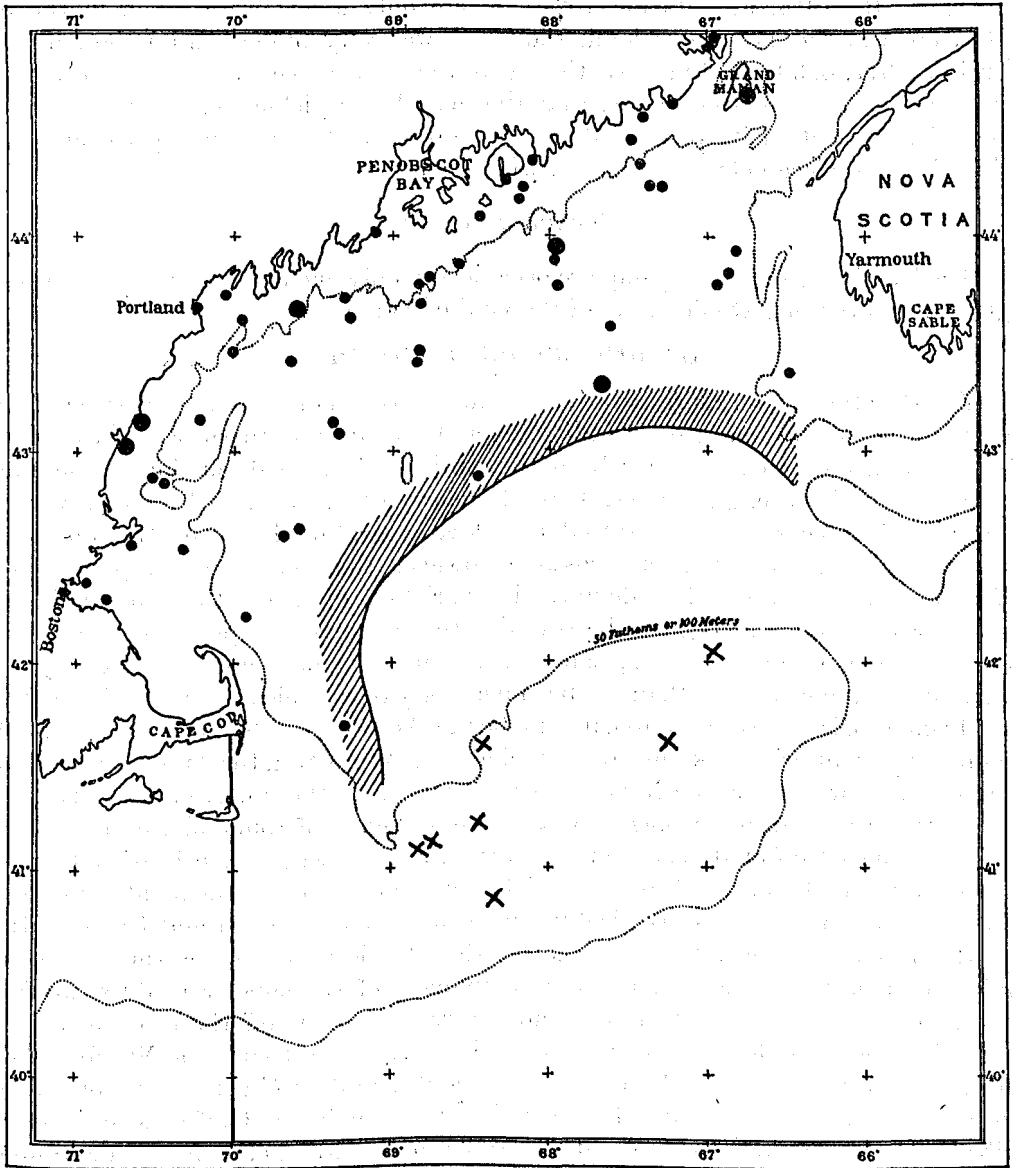 71° 70° 69° 68° 67° 66°
GRAND
MANAN
PENOBSCOT
BAY
NOVA
SCOTIA
44° 44°
Yarmouth
Portland
CAPE
SABLE
43° 43°
Boston
42° 42°
50 Fathoms or 100 Meters
CAPE COD
41° 41°
40° 40°
71° 70° 69° 68° 67° 66°